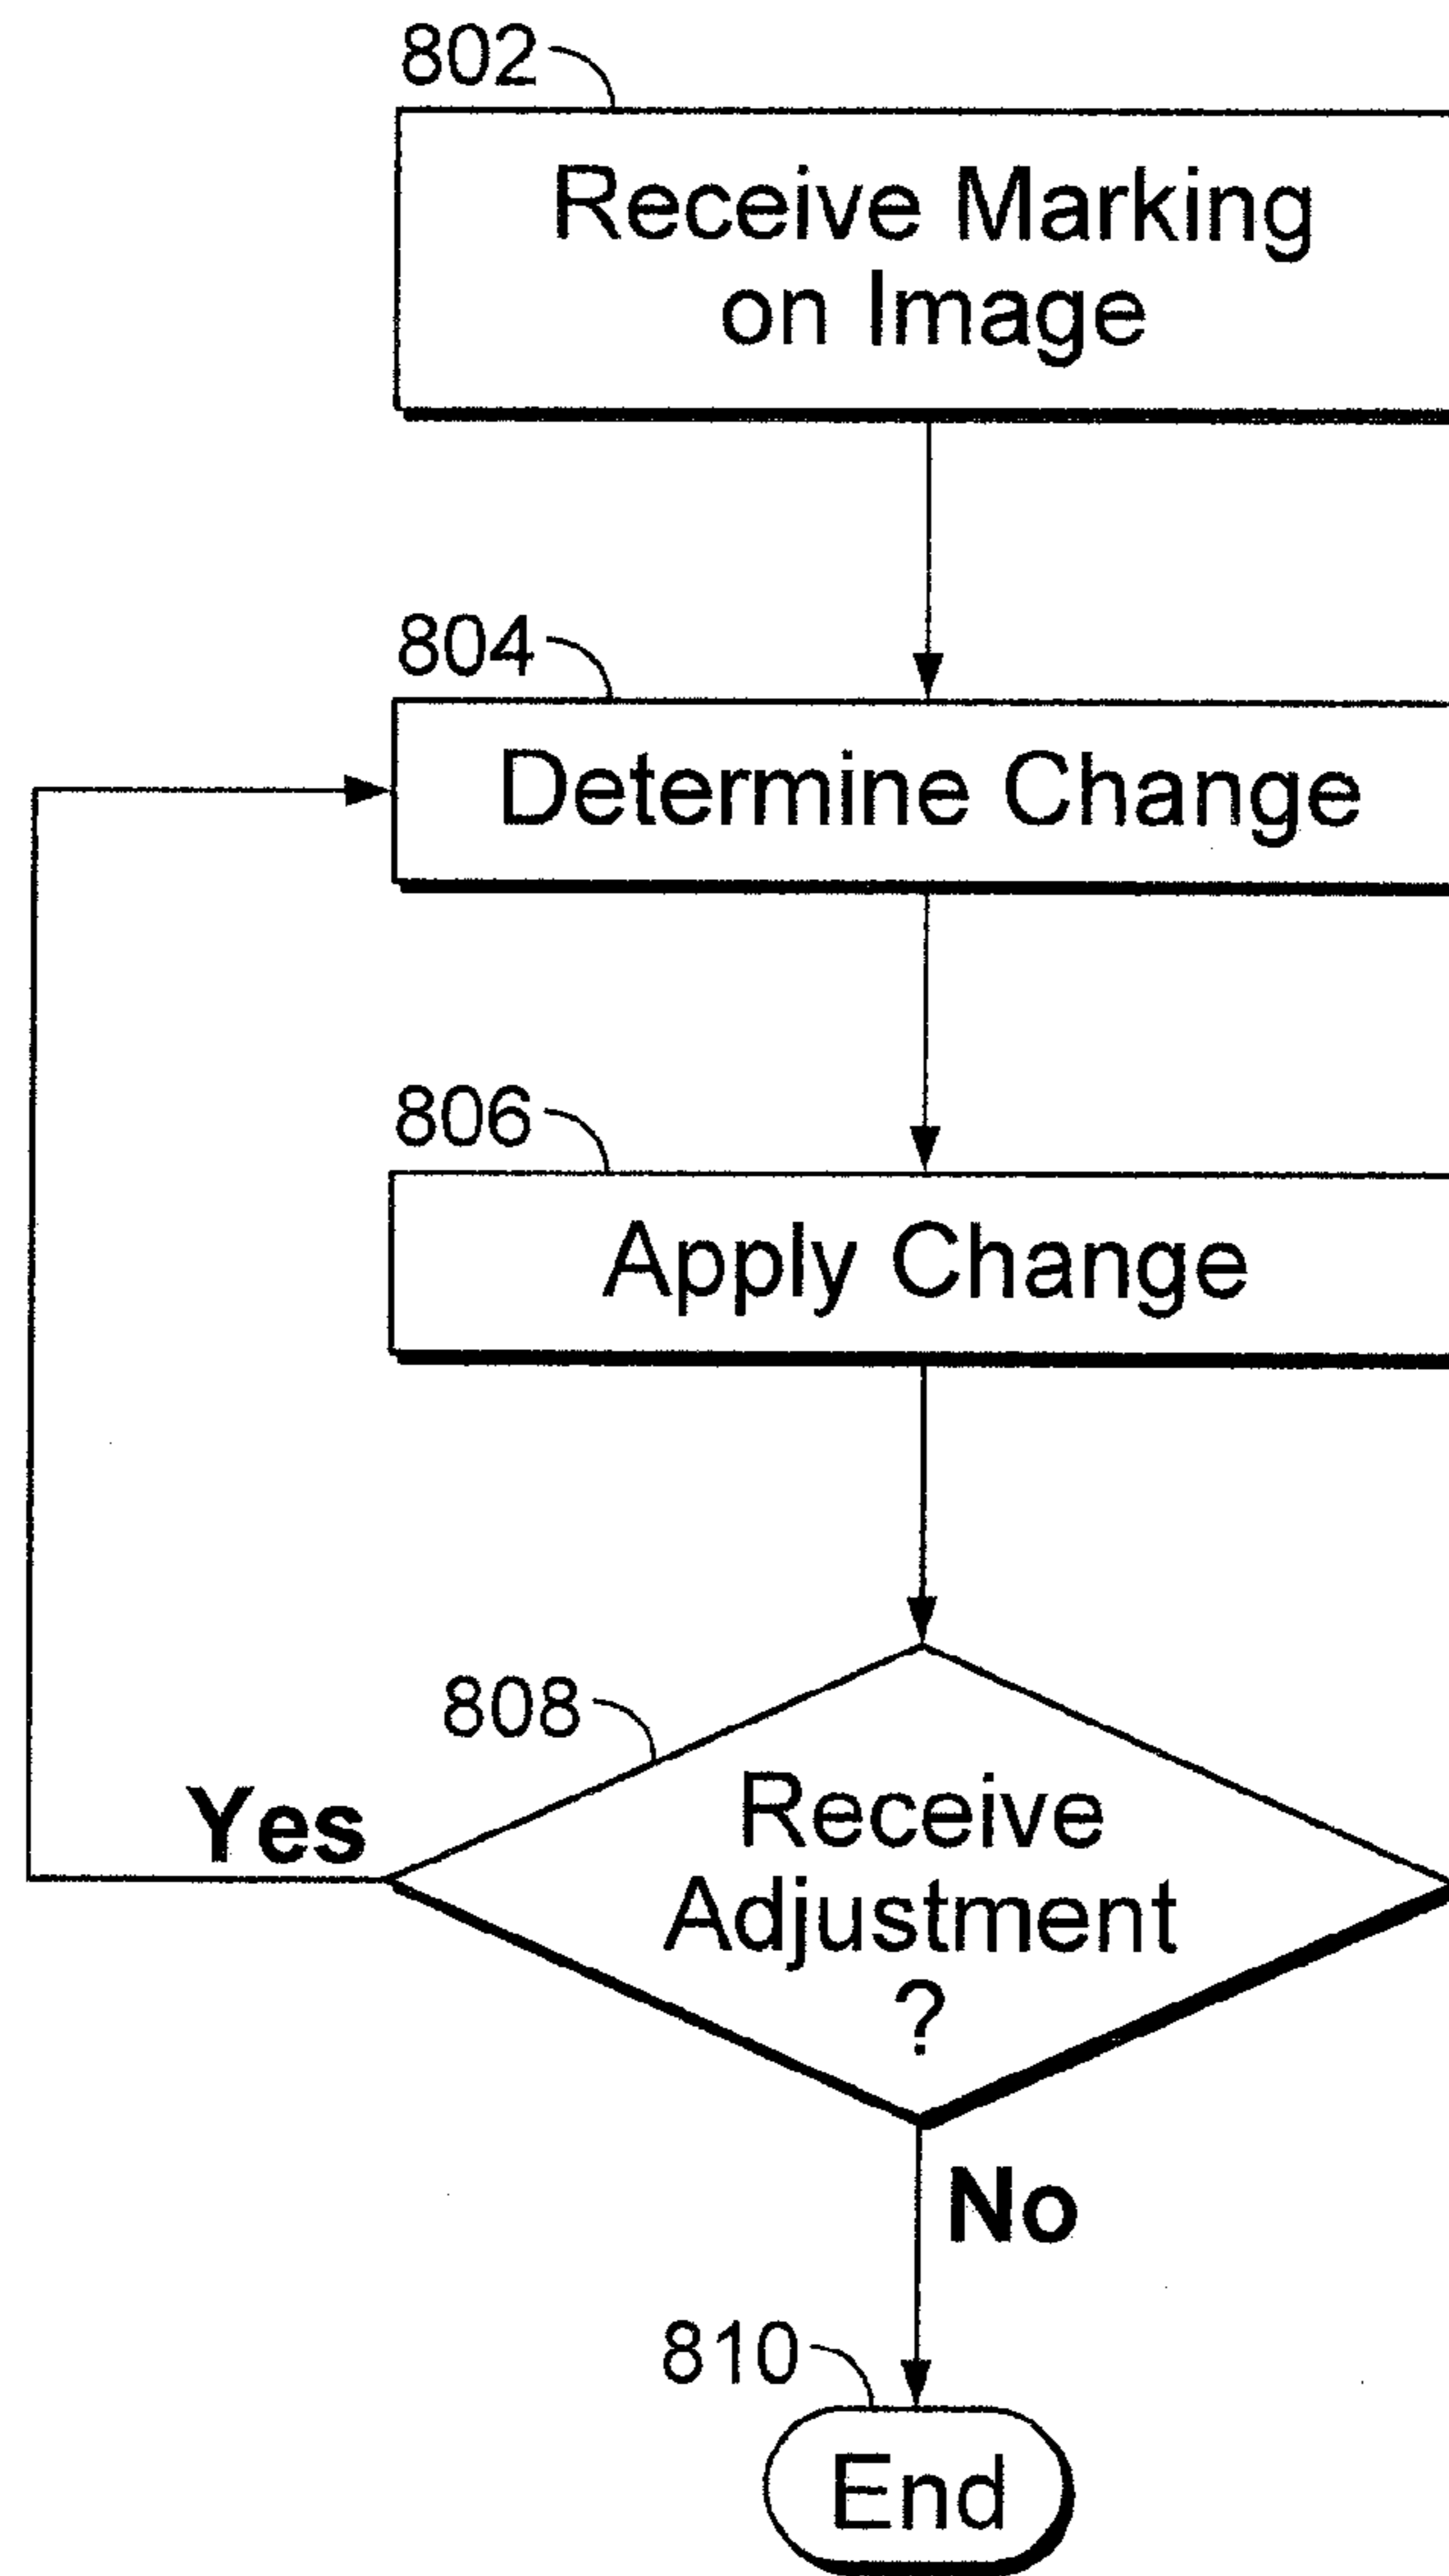 802
Receive Marking
on Image
804
Determine Change
806
Apply Change
808
Receive
Adjustment
?
Yes
No
810
End